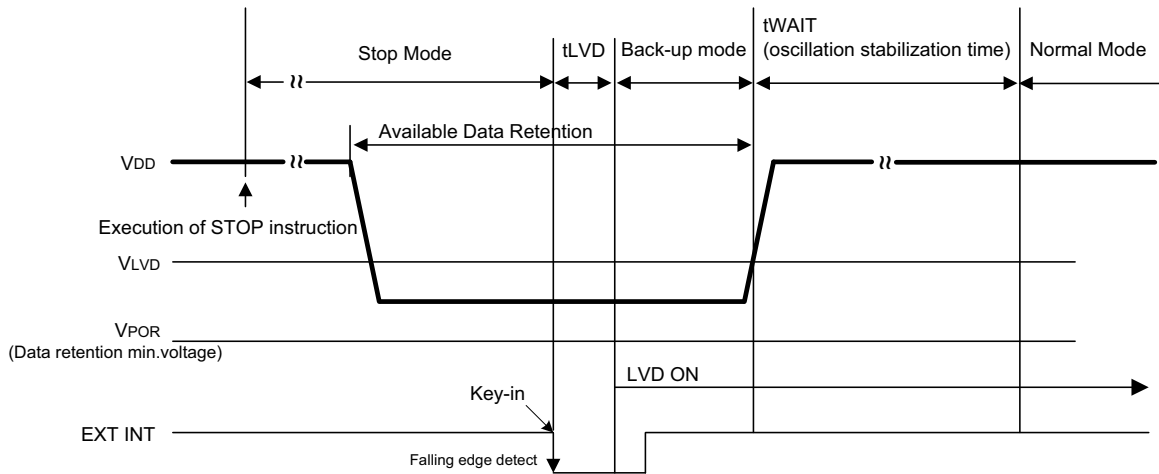 tWAIT
(oscillation stabilization time)
Stop Mode
tLVD
Back-up mode
Normal Mode
Available Data Retention
VDD
Execution of STOP instruction
VLVD
VPOR
(Data retention min.voltage)
LVD ON
Key-in
EXT INT
Falling edge detect